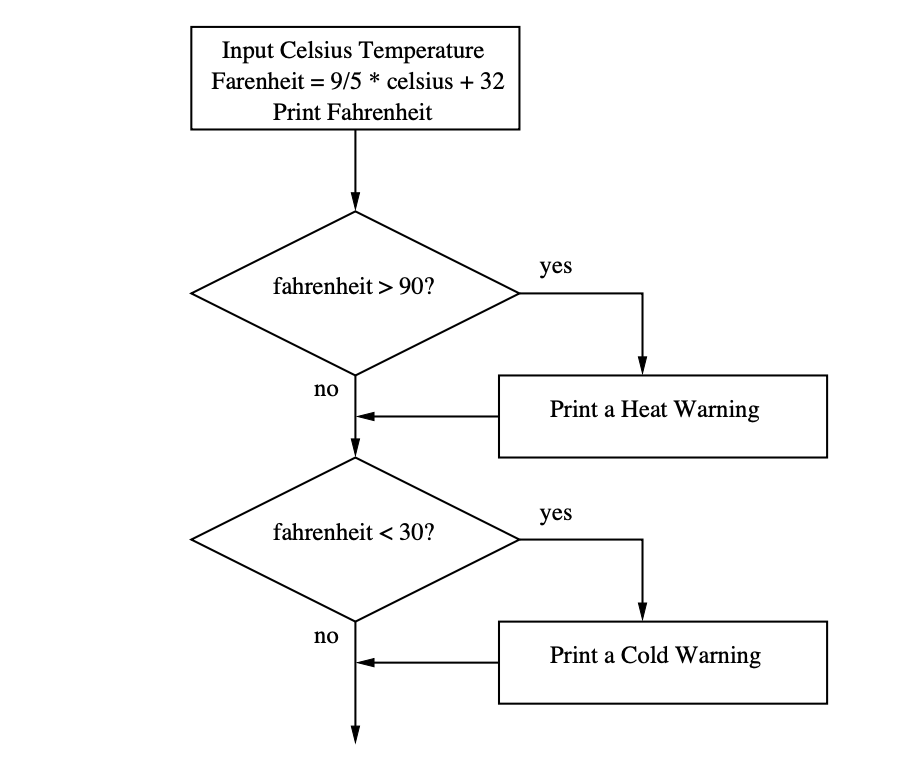 Input Celsius Temperature
Farenheit = 9/5 * celsius + 32
Print Fahrenheit
fahrenheit > 90?
yes
no
Print a Heat Warning
fahrenheit < 30?
yes
no
Print a Cold Warning